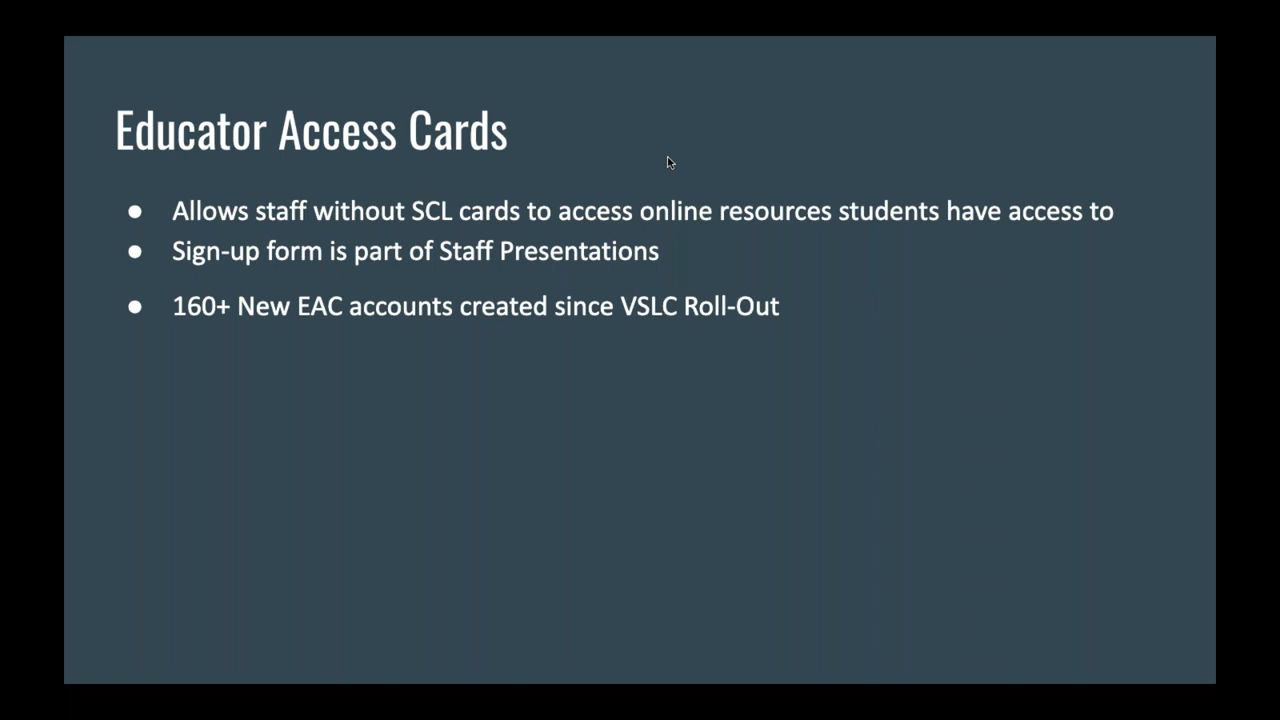 Educator Access Cards
● Allows staff without SCL cards to access online resources students have access to
● Sign-up form is part of Staff Presentations
● 160+ New EAC accounts created since VSLC Roll-Out